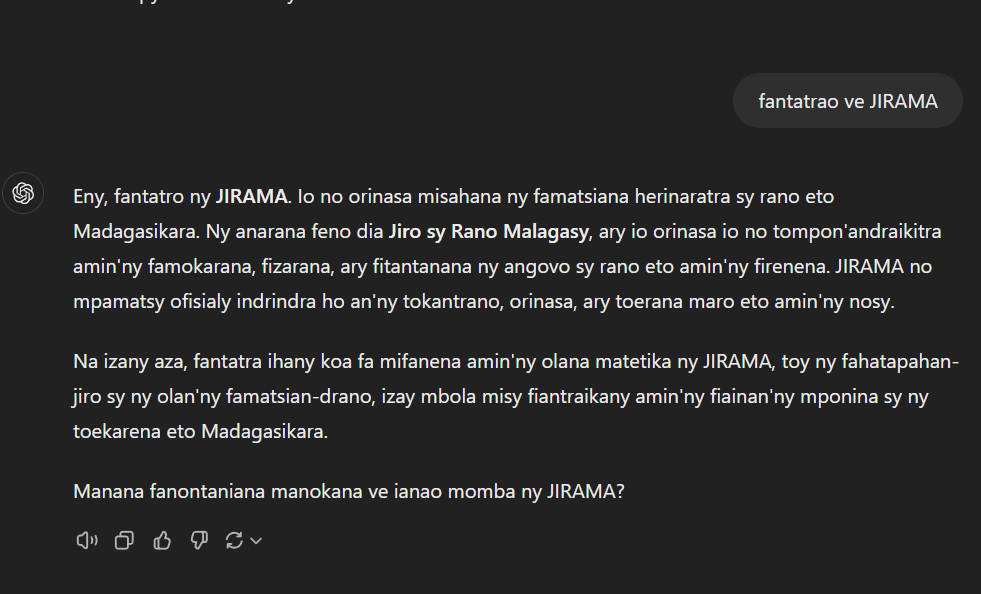 fantatrao ve JIRAMA
Eny, fantatro ny JIRAMA. Io no orinasa misahana ny famatsiana herinaratra sy rano eto
Madagasikara. Ny anarana feno dia Jiro sy Rano Malagasy, ary io orinasa io no tompon'andraikitra
amin'ny famokarana, fizarana, ary fitantanana ny angovo sy rano eto amin'ny firenena. JIRAMA no
mpamatsy ofisialy indrindra ho an'ny tokantrano, orinasa, ary toerana maro eto amin'ny nosy.
Na izany aza, fantatra ihany koa fa mifanena amin'ny olana matetika ny JIRAMA, toy ny fahatapahan-
jiro sy ny olan'ny famatsian-drano, izay mbola misy fiantraikany amin'ny fiainan'ny mponina sy ny
toekarena eto Madagasikara.
Manana fanontaniana manokana ve ianao momba ny JIRAMA?